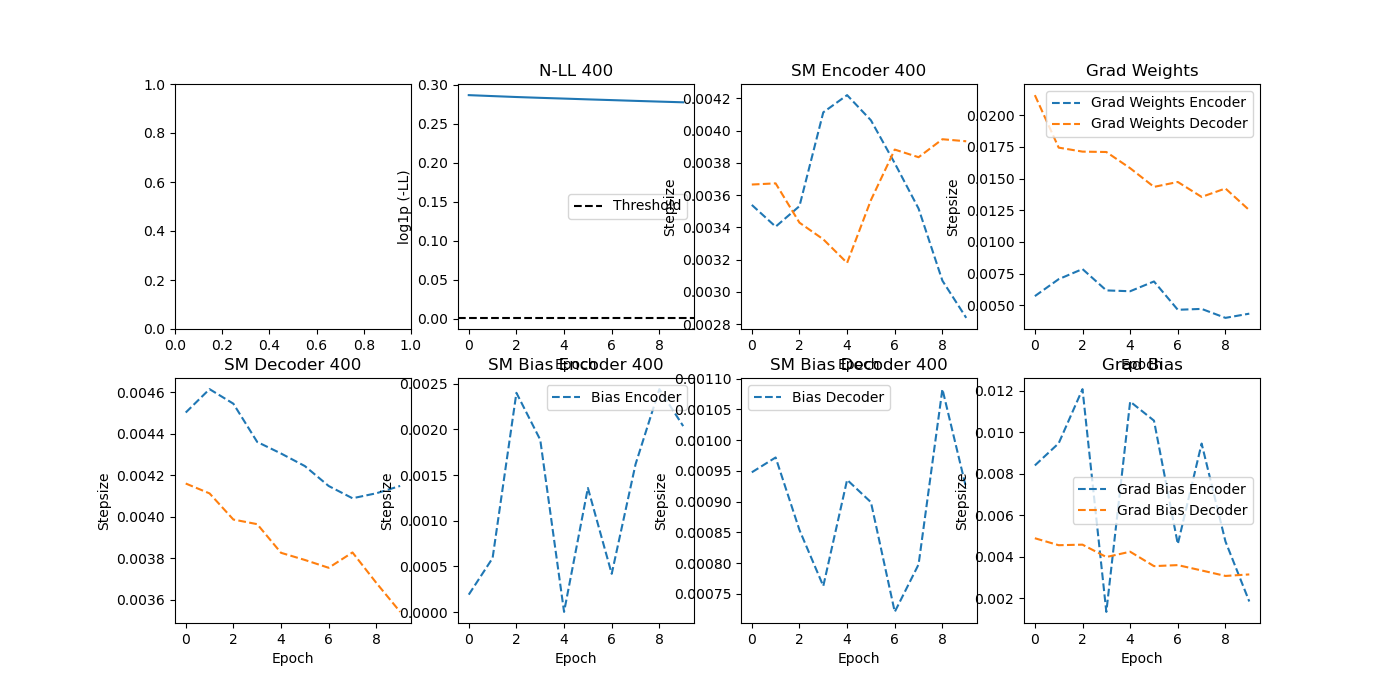 N-LL 400
SM Encoder 400
Grad Weights
1.0
0.8
0.6
0.4
0.2
0.0
0.0 0.2 0.4 0.6 0.8 1.0
log1p (-LL)
0.30
0.25
0.20
0.15
0.10
0.05
0.00
Threshold
0 2 4 6 8
Epoch
Stepsize
0.0042
0.0040
0.0038
0.0036
0.0034
0.0032
0.0030
0.0028
0 2 4 6 8
Epoch
Stepsize
0.0200
0.0175
0.0150
0.0125
0.0100
0.0075
0.0050
Grad Weights Encoder
Grad Weights Decoder
0 2 4 6 8
Epoch
SM Decoder 400
SM Bias Encoder 400
SM Bias Decoder 400
Grad Bias
Stepsize
0.0046
0.0044
0.0042
0.0040
0.0038
0.0036
0 2 4 6 8
Epoch
Stepsize
0.0025
0.0020
0.0015
0.0010
0.0005
0.0000
Bias Encoder
0 2 4 6 8
Epoch
Stepsize
0.00110
0.00105
0.00100
0.00095
0.00090
0.00085
0.00080
0.00075
Bias Decoder
0 2 4 6 8
Epoch
Stepsize
0.012
0.010
0.008
0.006
0.004
0.002
Grad Bias Encoder
Grad Bias Decoder
0 2 4 6 8
Epoch